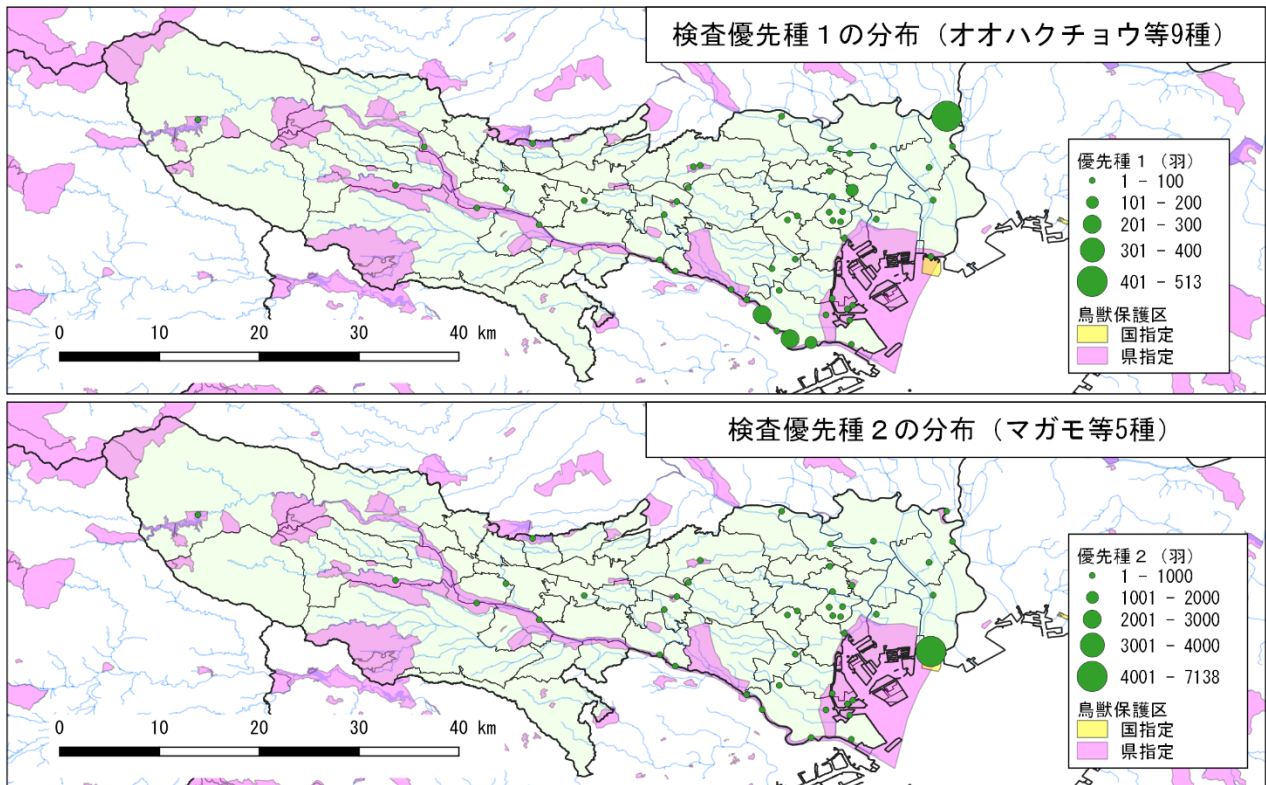 検査優先種１の分布（オオハクチョウ等9種）
優先種１（羽）
1 - 100
101 - 200
201 - 300
301 - 400
401 - 513
鳥獣保護区
国指定
県指定
0 10 20 30 40 km
検査優先種２の分布（マガモ等5種）
優先種２（羽）
1 - 1000
1001 - 2000
2001 - 3000
3001 - 4000
4001 - 7138
鳥獣保護区
国指定
県指定
0 10 20 30 40 km